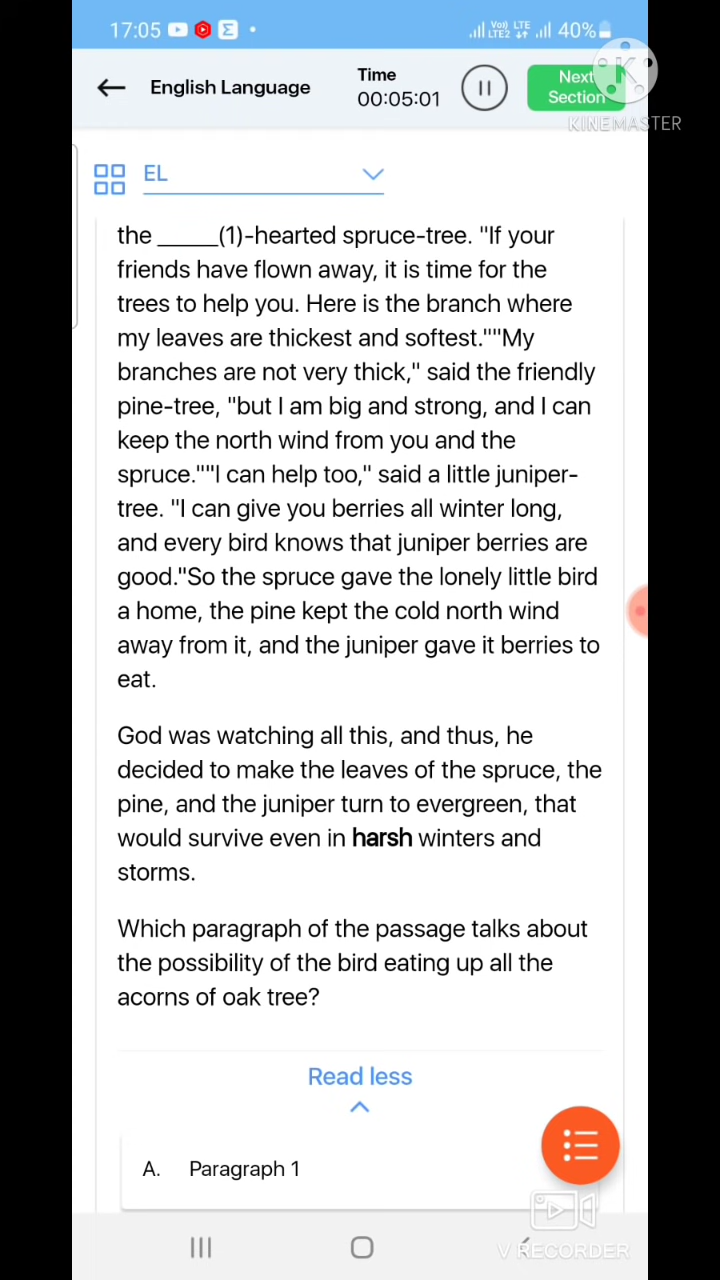 17:05 Σ • Vo)) LTE LTE2 40%
English Language Time 00:05:01 Next Section
KINEMASTER
EL
the _____(1)-hearted spruce-tree. "If your
friends have flown away, it is time for the
trees to help you. Here is the branch where
my leaves are thickest and softest.""My
branches are not very thick," said the friendly
pine-tree, "but I am big and strong, and I can
keep the north wind from you and the
spruce.""I can help too," said a little juniper-
tree. "I can give you berries all winter long,
and every bird knows that juniper berries are
good."So the spruce gave the lonely little bird
a home, the pine kept the cold north wind
away from it, and the juniper gave it berries to
eat.
God was watching all this, and thus, he
decided to make the leaves of the spruce, the
pine, and the juniper turn to evergreen, that
would survive even in harsh winters and
storms.
Which paragraph of the passage talks about
the possibility of the bird eating up all the
acorns of oak tree?
Read less
A. Paragraph 1
V RECORDER